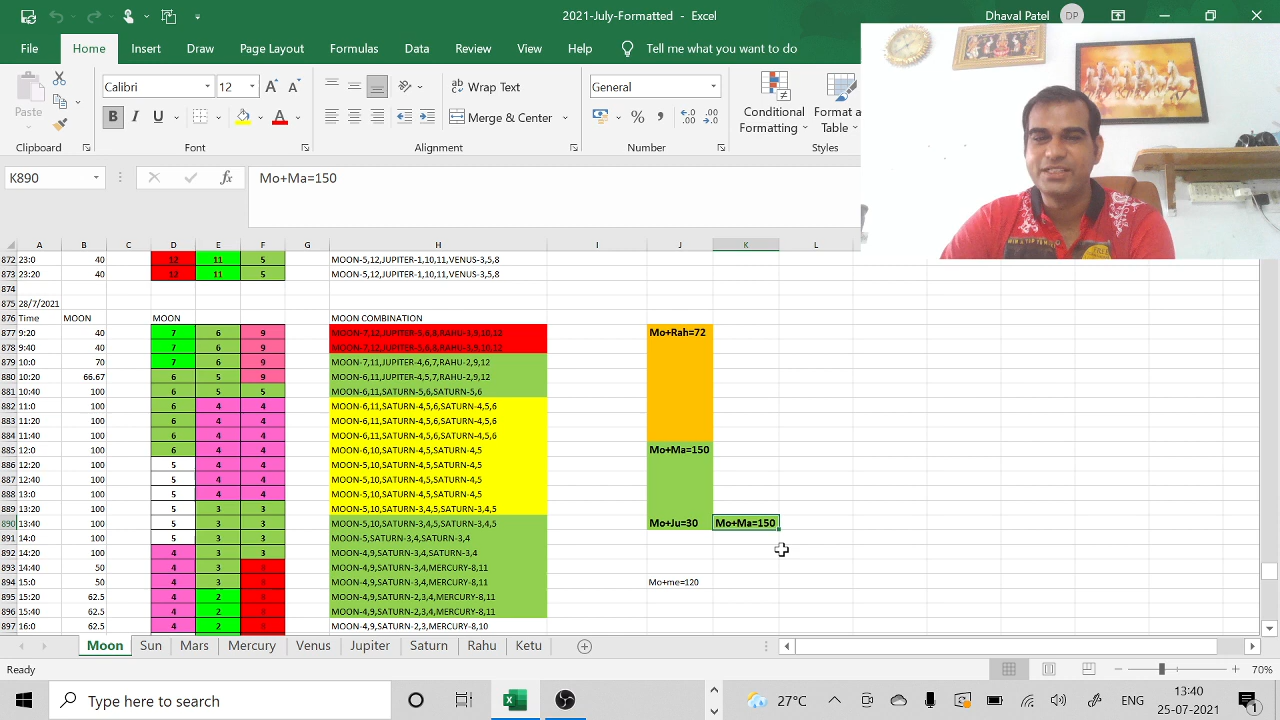 2021-July-Formatted - Excel
Dhaval Patel DP
File Home Insert Draw Page Layout Formulas Data Review View Help Tell me what you want to do
Paste
Calibri 12
B I U
Wrap Text
Merge & Center
General
Conditional Formatting
Format a
Table
Clipboard Font Alignment Number Styles
K890 fx Mo+Ma=150
A B C D E F G H I J K L
872 23:0 40 12 11 5 MOON-5,12,JUPITER-1,10,11,VENUS-3,5,8
873 23:20 40 12 11 5 MOON-5,12,JUPITER-1,10,11,VENUS-3,5,8
874
875 28/7/2021
876 Time MOON MOON MOON COMBINATION
877 9:20 40 7 6 9 MOON-7,12,JUPITER-5,6,8,RAHU-3,9,10,12 Mo+Rah=72
878 9:40 40 7 6 9 MOON-7,12,JUPITER-5,6,8,RAHU-3,9,10,12
879 10:0 70 7 6 9 MOON-7,11,JUPITER-4,6,7,RAHU-2,9,12
880 10:20 66.67 6 5 9 MOON-6,11,JUPITER-4,5,7,RAHU-2,9,12
881 10:40 100 6 5 5 MOON-6,11,SATURN-5,6,SATURN-5,6
882 11:0 100 6 4 4 MOON-6,11,SATURN-4,5,6,SATURN-4,5,6
883 11:20 100 6 4 4 MOON-6,11,SATURN-4,5,6,SATURN-4,5,6
884 11:40 100 6 4 4 MOON-6,11,SATURN-4,5,6,SATURN-4,5,6
885 12:0 100 6 4 4 MOON-6,10,SATURN-4,5,SATURN-4,5 Mo+Ma=150
886 12:20 100 5 4 4 MOON-5,10,SATURN-4,5,SATURN-4,5
887 12:40 100 5 4 4 MOON-5,10,SATURN-4,5,SATURN-4,5
888 13:0 100 5 4 4 MOON-5,10,SATURN-4,5,SATURN-4,5
889 13:20 100 5 3 3 MOON-5,10,SATURN-3,4,5,SATURN-3,4,5
890 13:40 100 5 3 3 MOON-5,10,SATURN-3,4,5,SATURN-3,4,5 Mo+Ju=30 Mo+Ma=150
891 14:0 100 5 3 3 MOON-5,SATURN-3,4,SATURN-3,4
892 14:20 100 4 3 3 MOON-4,9,SATURN-3,4,SATURN-3,4
893 14:40 50 4 3 MOON-4,9,SATURN-3,4,MERCURY-8,11
894 15:0 50 4 3 MOON-4,9,SATURN-3,4,MERCURY-8,11 Mo+me=120
895 15:20 62.5 4 2 MOON-4,9,SATURN-2,3,4,MERCURY-8,11
896 15:40 62.5 4 2 MOON-4,9,SATURN-2,3,4,MERCURY-8,11
897 16:0 62.5 4 2 MOON-4,9,SATURN-2,3,MERCURY-8,10
Moon Sun Mars Mercury Venus Jupiter Saturn Rahu Ketu
Ready 70%
Type here to search
27°C ENG 13:40
25-07-2021